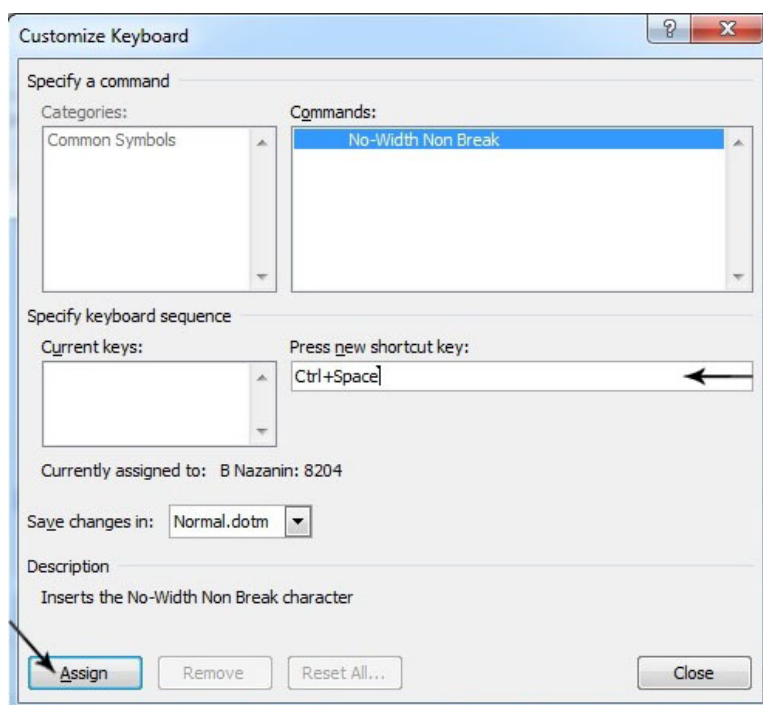 Customize Keyboard
Specify a command
Categories:
Commands:
Common Symbols
No-Width Non Break
Specify keyboard sequence
Current keys:
Press new shortcut key:
Ctrl+Space
Currently assigned to: B Nazanin: 8204
Save changes in: Normal.dotm
Description
Inserts the No-Width Non Break character
Assign Remove Reset All... Close